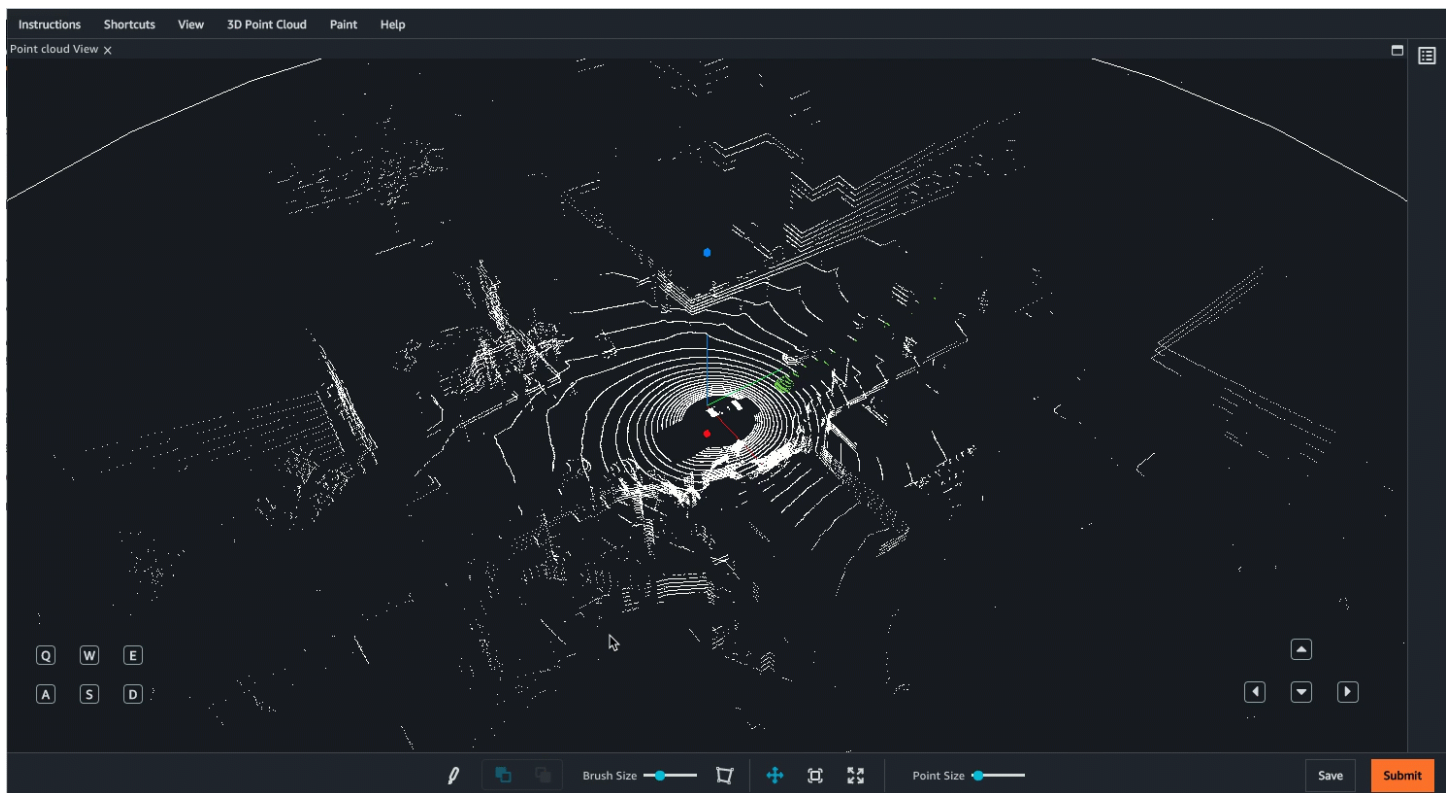 Instructions Shortcuts View 3D Point Cloud Paint Help
Point cloud View
Q W E
A S D
Brush Size Point Size Save Submit